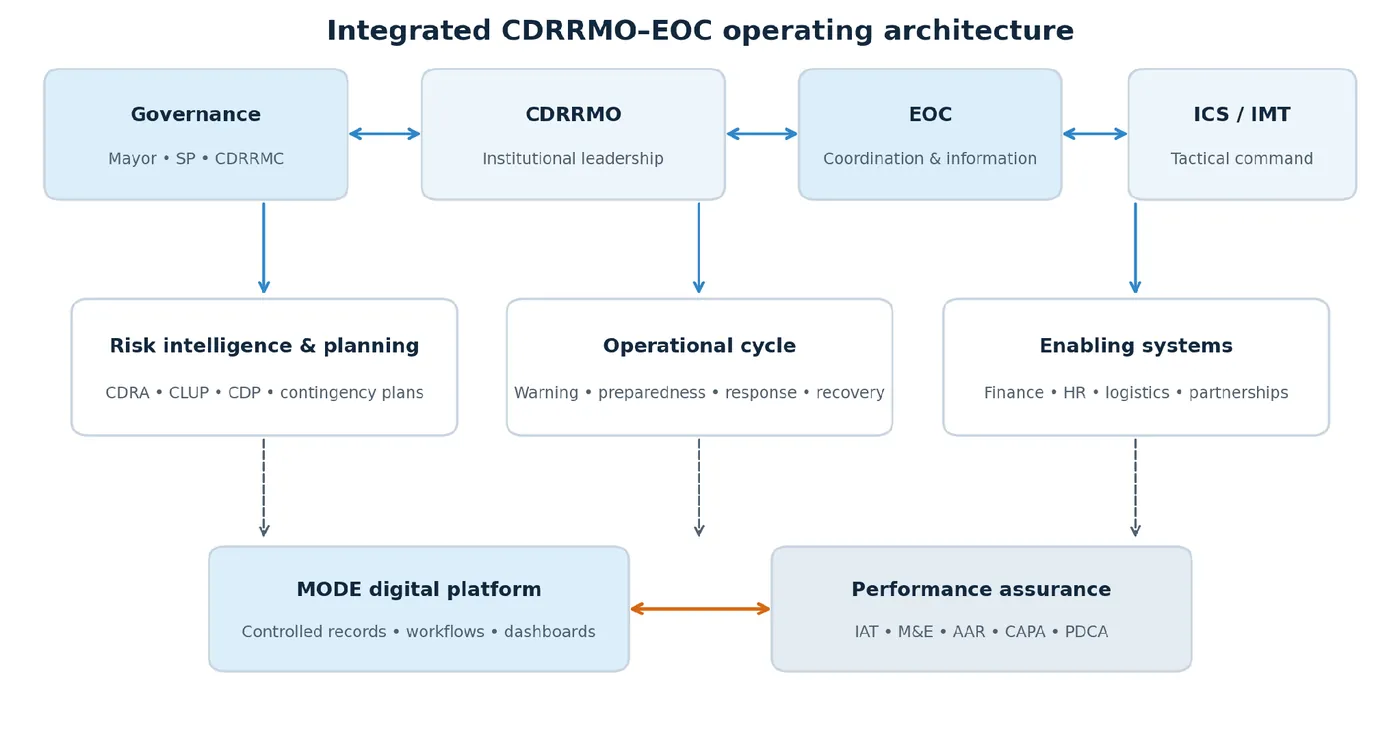 Integrated CDRRMO–EOC operating architecture
Governance
Mayor • SP • CDRRMC
CDRRMO
Institutional leadership
EOC
Coordination & information
ICS / IMT
Tactical command
Risk intelligence & planning
CDRA • CLUP • CDP • contingency plans
Operational cycle
Warning • preparedness • response • recovery
Enabling systems
Finance • HR • logistics • partnerships
MODE digital platform
Controlled records • workflows • dashboards
Performance assurance
IAT • M&E • AAR • CAPA • PDCA